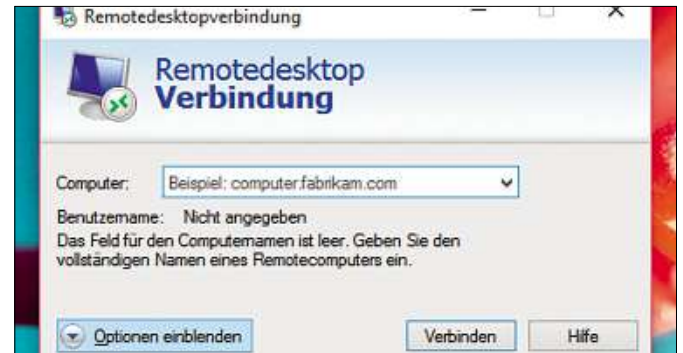 Remotedesktopverbindung
Remotedesktop
Verbindung
Computer: Beispiel: computer.fabrikam.com
Benutzername: Nicht angegeben
Das Feld für den Computernamen ist leer. Geben Sie den
vollständigen Namen eines Remotecomputers ein.
Optionen einblenden Verbinden Hilfe